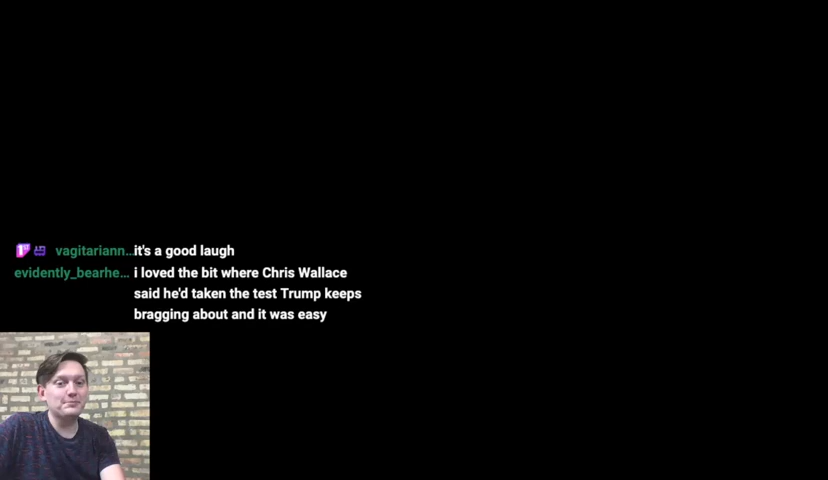 vagitariann... it's a good laugh
evidently_bearhe... i loved the bit where Chris Wallace
said he'd taken the test Trump keeps
bragging about and it was easy